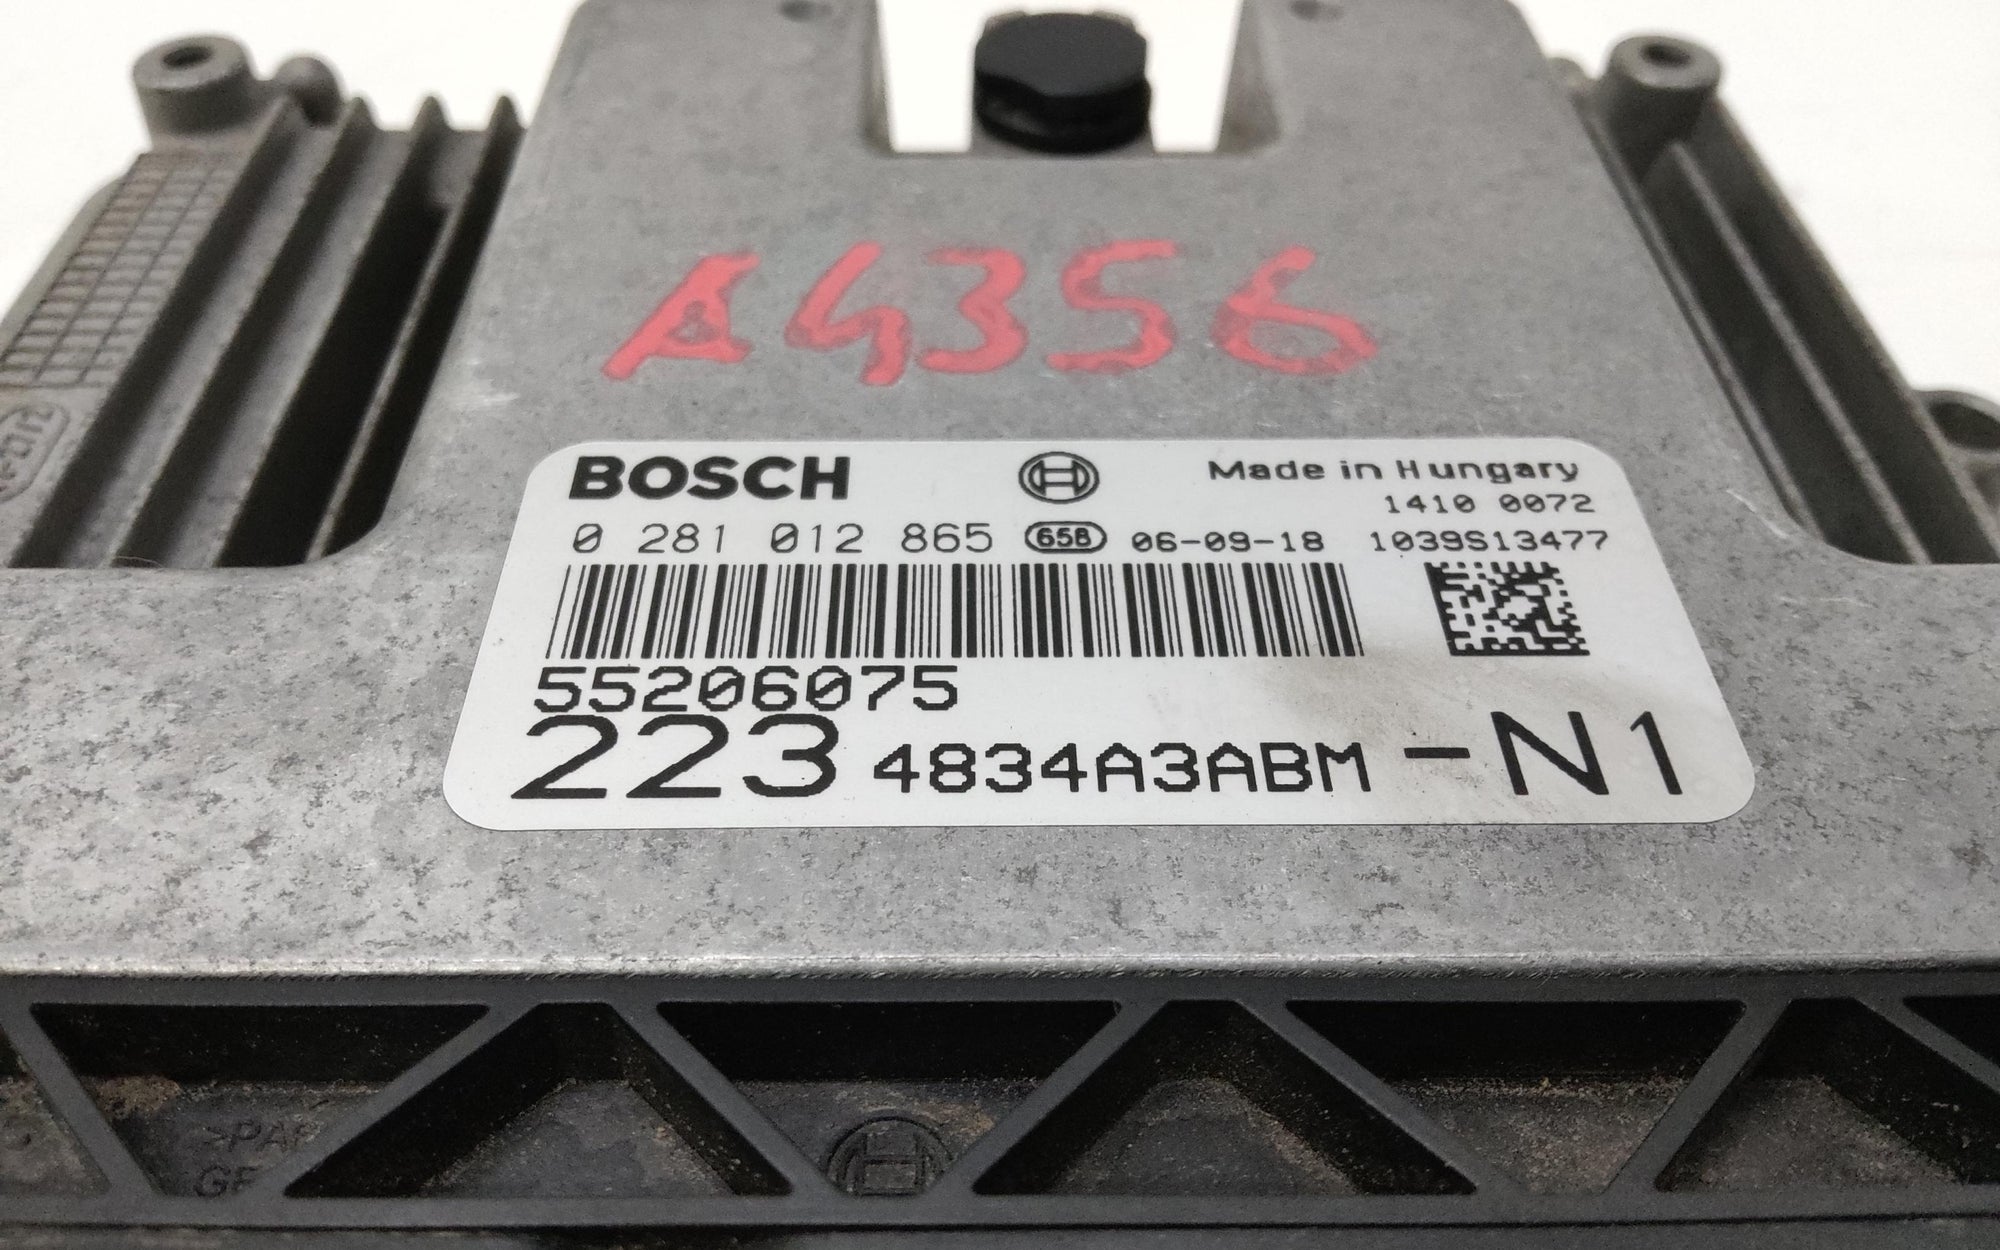 A4356
BOSCH
Made in Hungary
1410 0072
0 281 012 865 658 06-09-18 1039S13477
55206075
223 4834A3ABM -N1
>PA